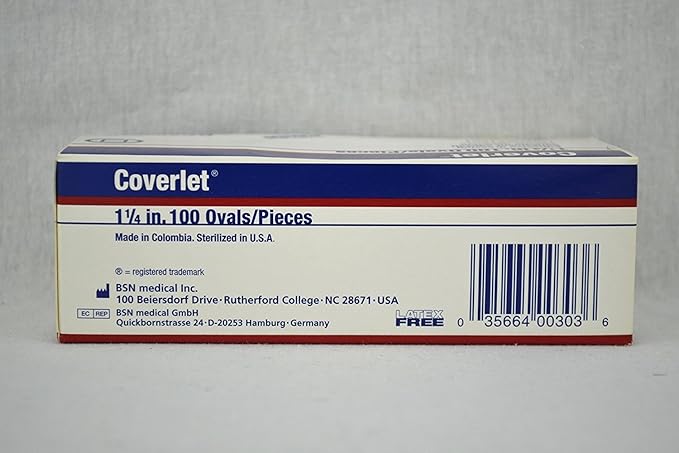 Coverlet®
1¼ in. 100 Ovals/Pieces
Made in Colombia. Sterilized in U.S.A.
® = registered trademark
BSN medical Inc.
100 Beiersdorf Drive · Rutherford College · NC 28671 · USA
EC REP BSN medical GmbH
Quickbornstrasse 24 · D-20253 Hamburg · Germany
LATEX
FREE
0 35664 00303 6